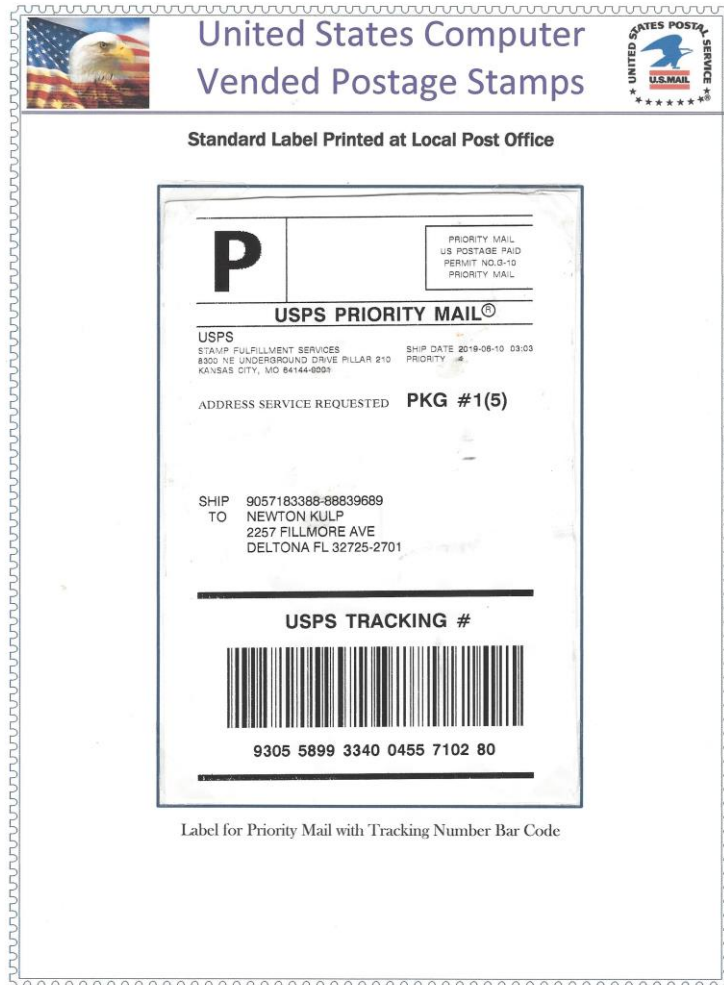 United States Computer
Vended Postage Stamps
UNITED STATES POSTAL SERVICE
U.S.MAIL
Standard Label Printed at Local Post Office
P
PRIORITY MAIL
US POSTAGE PAID
PERMIT NO.G-10
PRIORITY MAIL
USPS PRIORITY MAIL®
USPS
STAMP FULFILLMENT SERVICES
8300 NE UNDERGROUND DRIVE PILLAR 210
KANSAS CITY, MO 64144-0001
SHIP DATE 2019-06-10 03:03
PRIORITY 4
ADDRESS SERVICE REQUESTED PKG #1(5)
SHIP 9057183388-88839689
TO NEWTON KULP
2257 FILLMORE AVE
DELTONA FL 32725-2701
USPS TRACKING #
9305 5899 3340 0455 7102 80
Label for Priority Mail with Tracking Number Bar Code